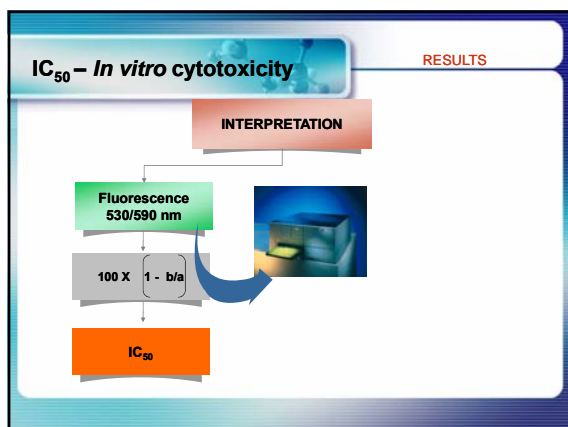 IC₅₀ – In vitro cytotoxicity
RESULTS
INTERPRETATION
Fluorescence
530/590 nm
100 X (1 - b/a)
IC₅₀